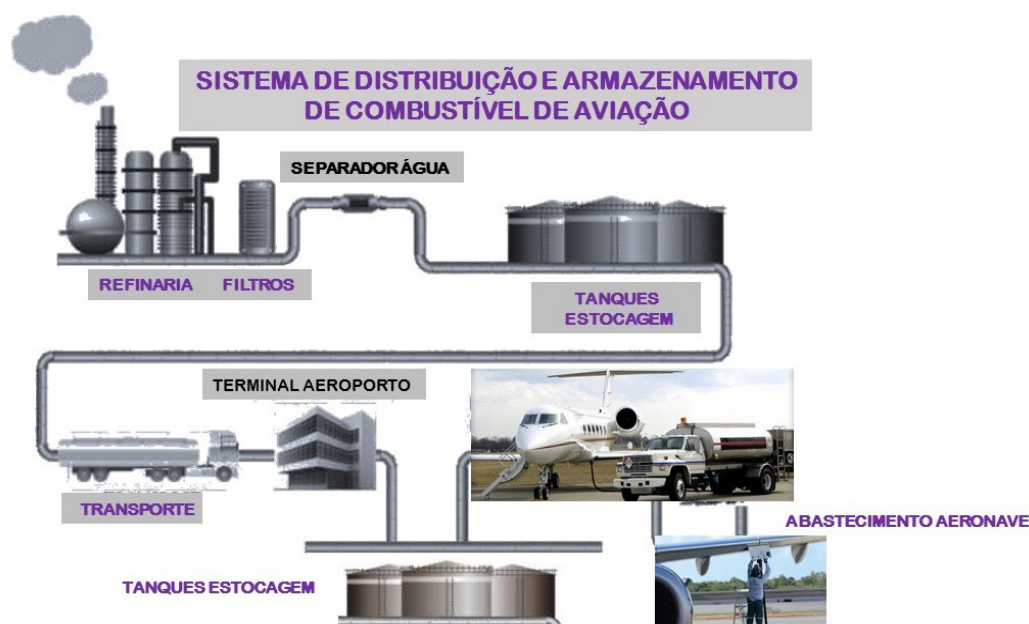 SISTEMA DE DISTRIBUIÇÃO E ARMAZENAMENTO
DE COMBUSTÍVEL DE AVIAÇÃO
SEPARADOR ÁGUA
REFINARIA FILTROS
TANQUES
ESTOCAGEM
TERMINAL AEROPORTO
TRANSPORTE
ABASTECIMENTO AERONAVE
TANQUES ESTOCAGEM